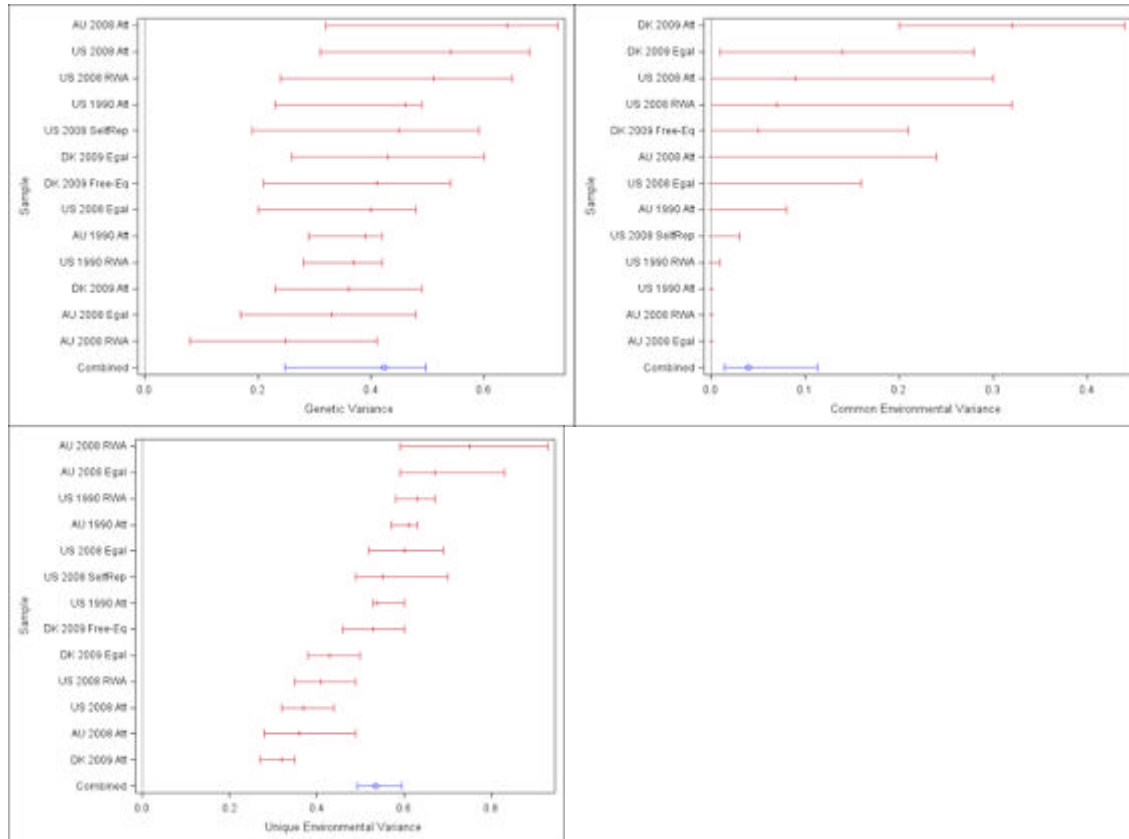 AU 2008 Att
US 2008 Att
US 2008 RWA
US 1990 Att
US 2008 SelfRep
DK 2009 Egal
DK 2009 Free-Eq
US 2008 Egal
AU 1990 Att
US 1990 RWA
DK 2009 Att
AU 2008 Egal
AU 2008 RWA
Combined
Sample
0.0 0.2 0.4 0.6
Genetic Variance
DK 2009 Att
DK 2009 Egal
US 2008 Att
US 2008 RWA
DK 2009 Free-Eq
AU 2008 Att
US 2008 Egal
AU 1990 Att
US 2008 SelfRep
US 1990 RWA
US 1990 Att
AU 2008 RWA
AU 2008 Egal
Combined
Sample
0.0 0.1 0.2 0.3 0.4
Common Environmental Variance
AU 2008 RWA
AU 2008 Egal
US 1990 RWA
AU 1990 Att
US 2008 Egal
US 2008 SelfRep
US 1990 Att
DK 2009 Free-Eq
DK 2009 Egal
US 2008 RWA
US 2008 Att
AU 2008 Att
DK 2009 Att
Combined
Sample
0.0 0.2 0.4 0.6 0.8
Unique Environmental Variance